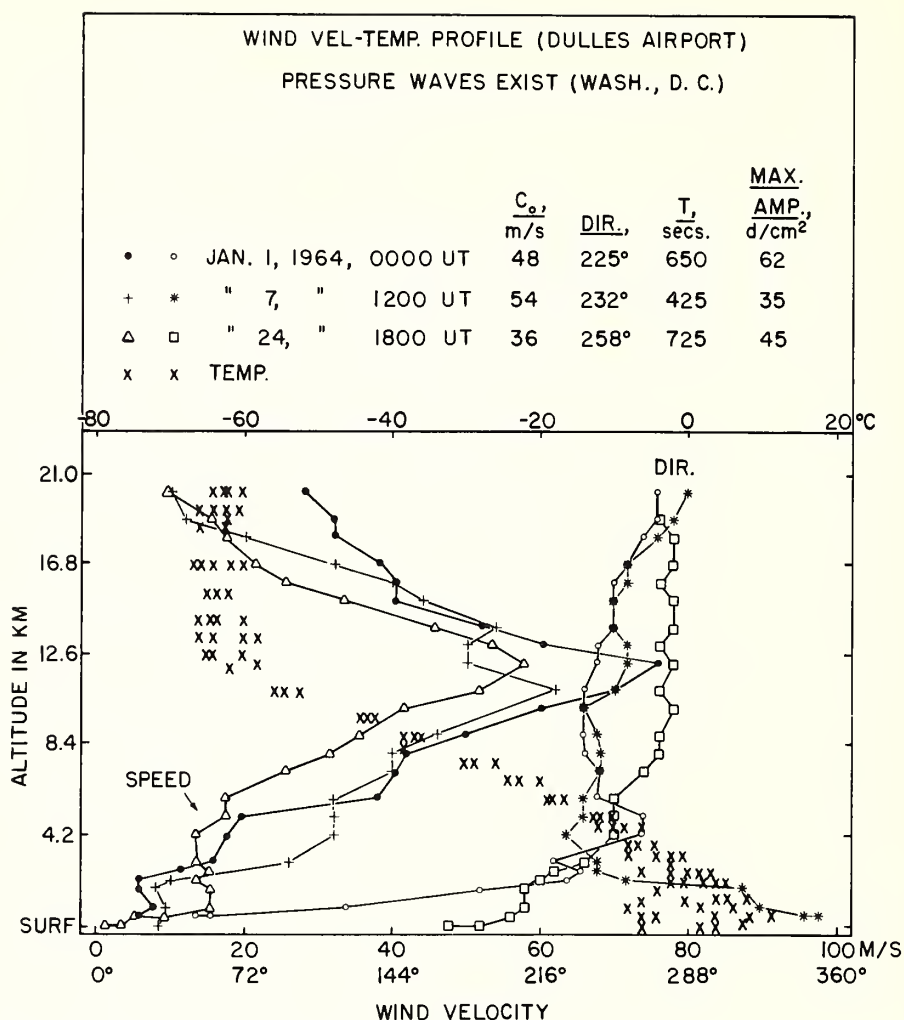 WIND VEL-TEMP. PROFILE (DULLES AIRPORT)
PRESSURE WAVES EXIST (WASH., D. C.)
C₀, m/s DIR., T, secs. MAX. AMP., d/cm²
• ○ JAN. 1, 1964, 0000 UT 48 225° 650 62
+ * " 7, " 1200 UT 54 232° 425 35
△ □ " 24, " 1800 UT 36 258° 725 45
x x TEMP.
-80 -60 -40 -20 0 20°C
DIR.
21.0
16.8
12.6
8.4
SPEED
4.2
SURF
ALTITUDE IN KM
0 20 40 60 80 100 M/S
0° 72° 144° 216° 288° 360°
WIND VELOCITY